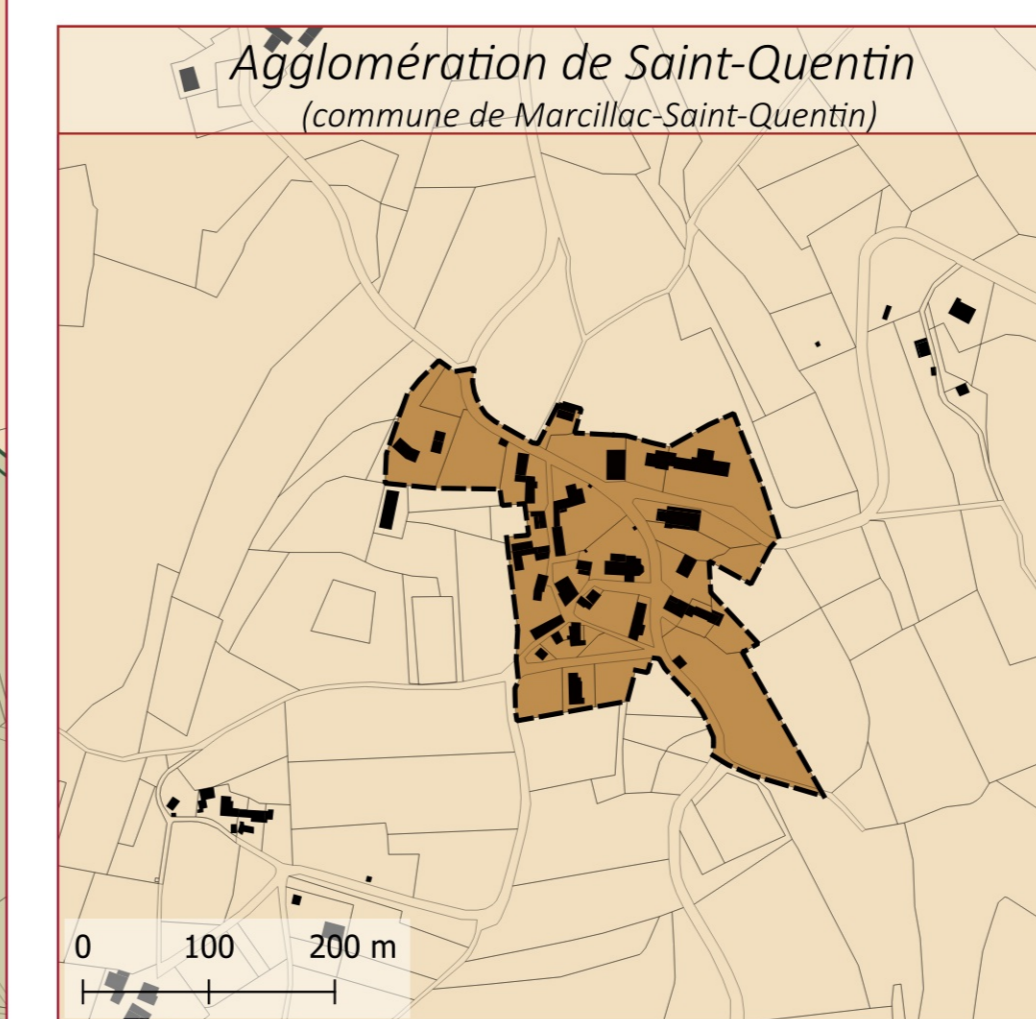 Agglomération de Saint-Quentin
(commune de Marcillac-Saint-Quentin)
0 100 200 m